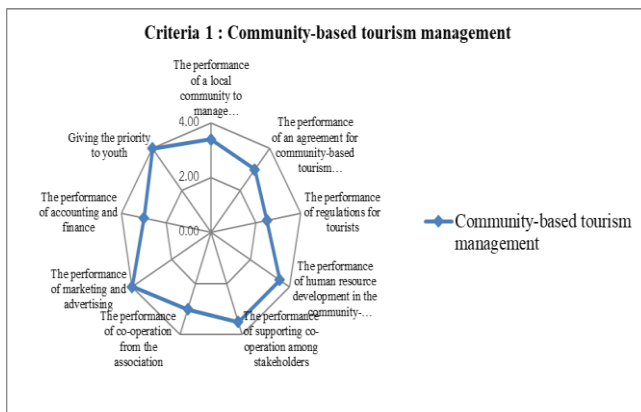 Criteria 1 : Community-based tourism management
The performance
of a local
community to
manage…
4.00
2.00
0.00
The performance
of an agreement for
community-based
tourism…
The performance
of regulations for
tourists
The performance
of human resource
development in the
community-…
The performance
of supporting co-
operation among
stakeholders
The performance
of co-operation
from the
association
The performance
of marketing and
advertising
The performance
of accounting and
finance
Giving the priority
to youth
Community-based tourism
management